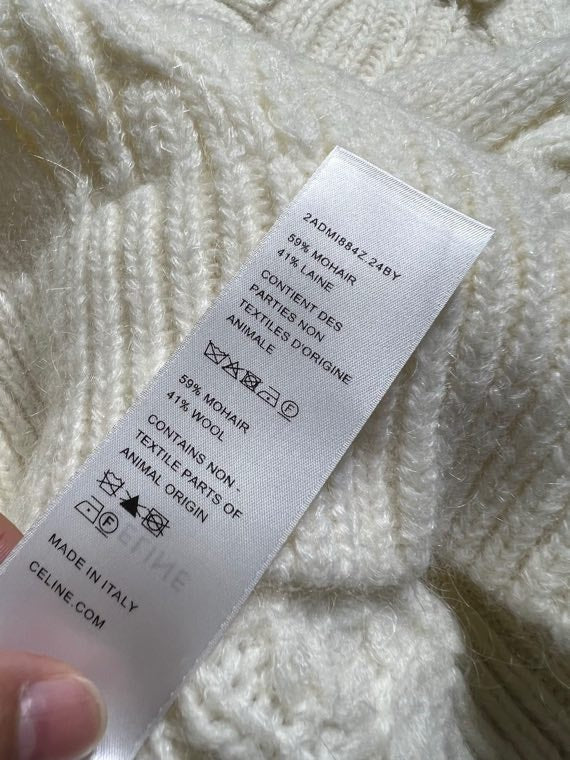 2ADMI884Z.24BY
59% MOHAIR
41% LAINE
CONTIENT DES
PARTIES NON
TEXTILES D'ORIGINE
ANIMALE
F
59% MOHAIR
41% WOOL
CONTAINS NON -
TEXTILE PARTS OF
ANIMAL ORIGIN
F
MADE IN ITALY
CELINE.COM